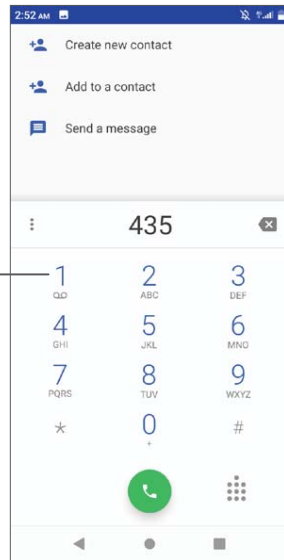 2:52 AM
Create new contact
Add to a contact
Send a message
435
1 2 3
ABC DEF
4 5 6
GHI JKL MNO
7 8 9
PQRS TUV WXYZ
* 0 #
+